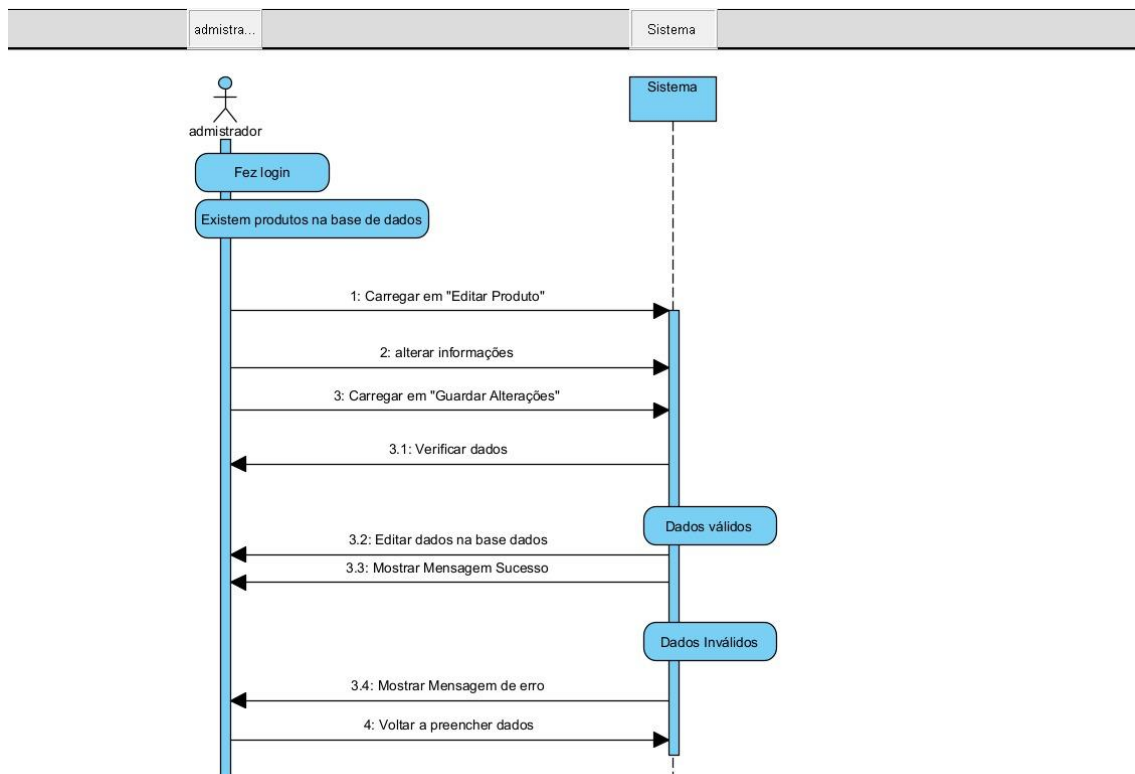 admistra...
Sistema
Sistema
admistrador
Fez login
Existem produtos na base de dados
1: Carregar em "Editar Produto"
2: alterar informações
3: Carregar em "Guardar Alterações"
3.1: Verificar dados
Dados válidos
3.2: Editar dados na base dados
3.3: Mostrar Mensagem Sucesso
Dados Inválidos
3.4: Mostrar Mensagem de erro
4: Voltar a preencher dados